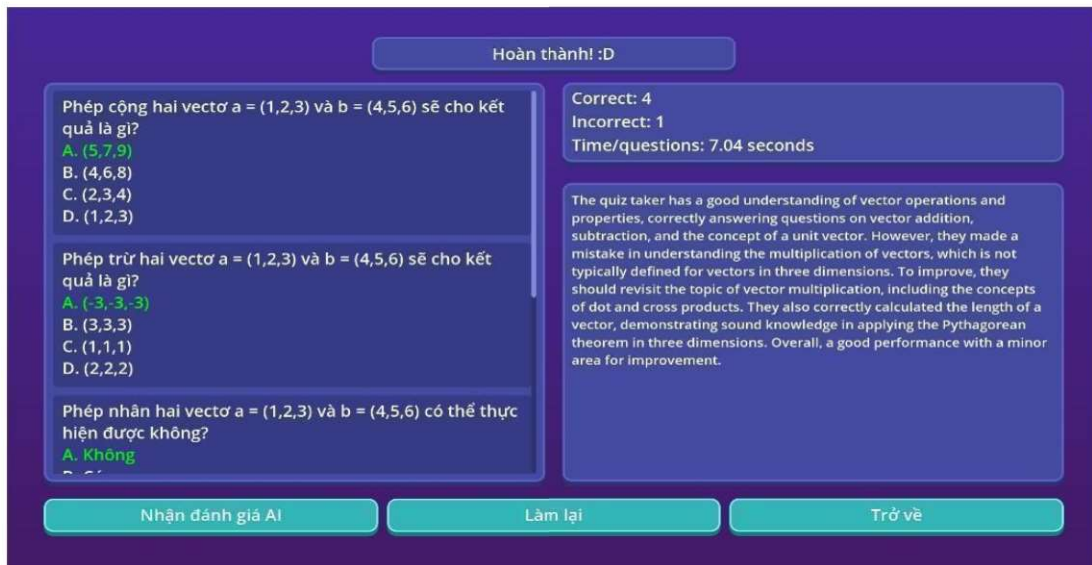 Hoàn thành! :D
Phép cộng hai vectơ a = (1,2,3) và b = (4,5,6) sẽ cho kết
quả là gì?
A. (5,7,9)
B. (4,6,8)
C. (2,3,4)
D. (1,2,3)
Phép trừ hai vectơ a = (1,2,3) và b = (4,5,6) sẽ cho kết
quả là gì?
A. (-3,-3,-3)
B. (3,3,3)
C. (1,1,1)
D. (2,2,2)
Phép nhân hai vectơ a = (1,2,3) và b = (4,5,6) có thể thực
hiện được không?
A. Không
Correct: 4
Incorrect: 1
Time/questions: 7.04 seconds
The quiz taker has a good understanding of vector operations and
properties, correctly answering questions on vector addition,
subtraction, and the concept of a unit vector. However, they made a
mistake in understanding the multiplication of vectors, which is not
typically defined for vectors in three dimensions. To improve, they
should revisit the topic of vector multiplication, including the concepts
of dot and cross products. They also correctly calculated the length of a
vector, demonstrating sound knowledge in applying the Pythagorean
theorem in three dimensions. Overall, a good performance with a minor
area for improvement.
Nhận đánh giá AI
Làm lại
Trở về